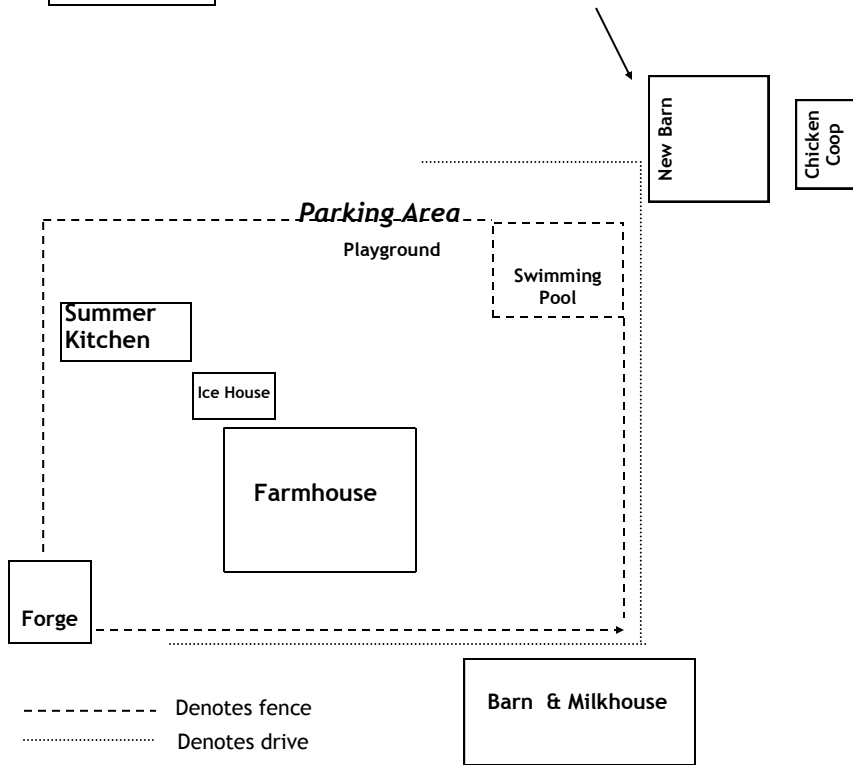 New Barn
Chicken
Coop
Parking Area
Playground
Swimming
Pool
Summer
Kitchen
Ice House
Farmhouse
Forge
Barn & Milkhouse
Denotes fence
Denotes drive